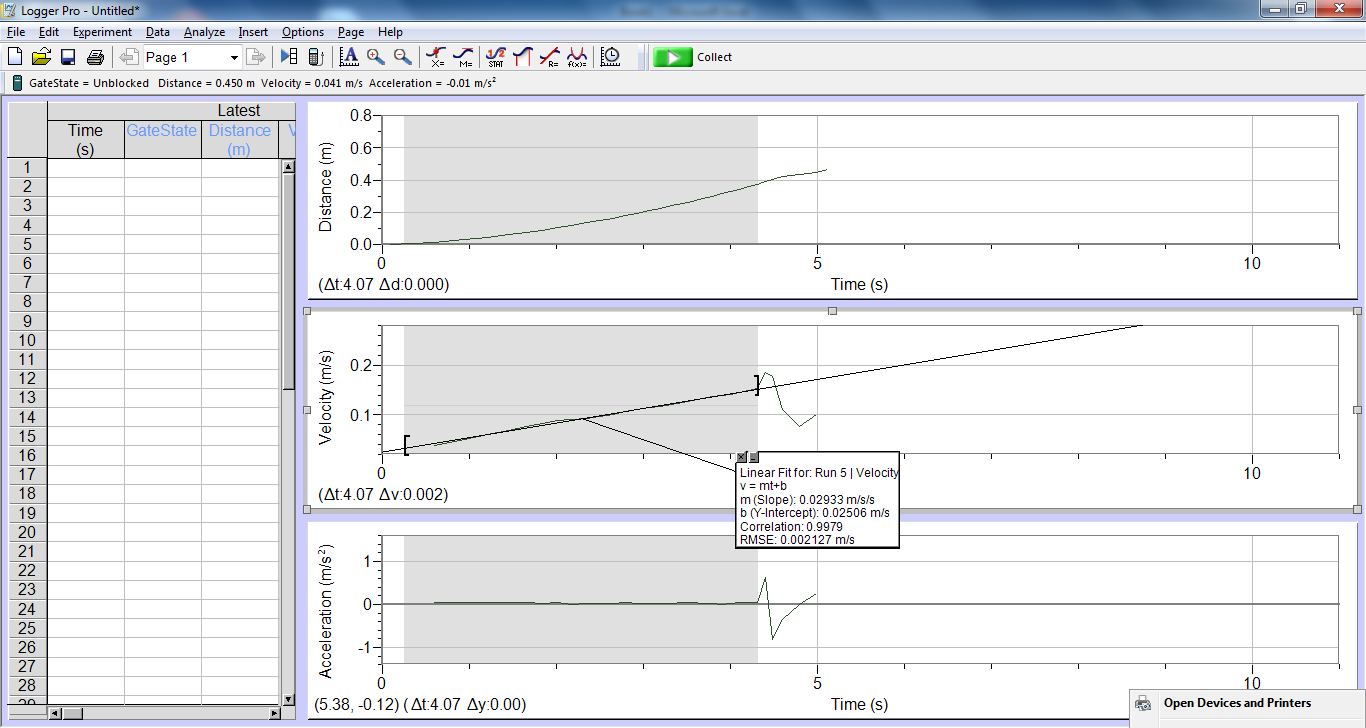 Logger Pro - Untitled*
File Edit Experiment Data Analyze Insert Options Page Help
Page 1 X= M= 1/2 STAT R= f(x)= Collect
GateState = Unblocked Distance = 0.450 m Velocity = 0.041 m/s Acceleration = -0.01 m/s²
Latest
Time (s) GateState Distance (m) V
1
2
3
4
5
6
7
8
9
10
11
12
13
14
15
16
17
18
19
20
21
22
23
24
25
26
27
28
29
Distance (m)
0.8
0.6
0.4
0.2
0.0
0 5 10
(Δt:4.07 Δd:0.000) Time (s)
Velocity (m/s)
0.2
0.1
0 10
(Δt:4.07 Δv:0.002)
Linear Fit for: Run 5 | Velocity
v = mt+b
m (Slope): 0.02933 m/s/s
b (Y-Intercept): 0.02506 m/s
Correlation: 0.9979
RMSE: 0.002127 m/s
Acceleration (m/s²)
1
0
-1
0 5 10
(5.38, -0.12) (Δt:4.07 Δy:0.00) Time (s)
Open Devices and Printers